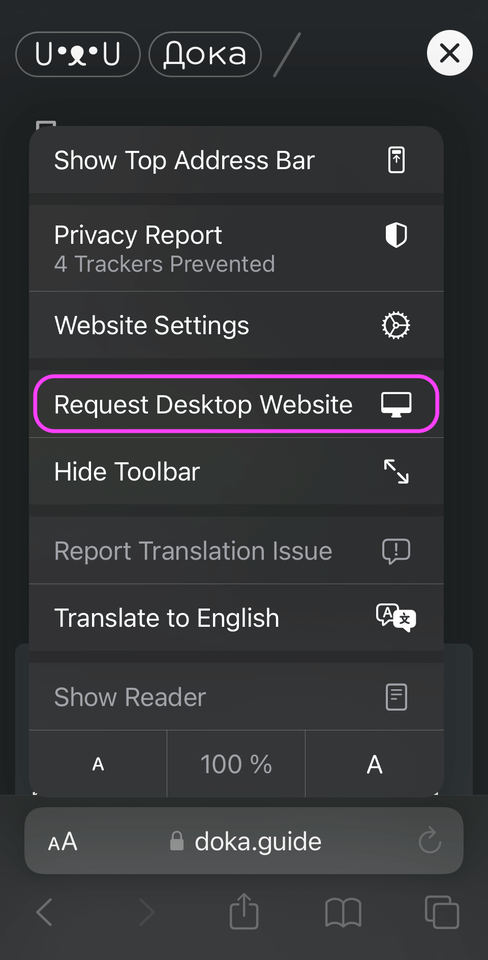 U•ᴥ•U Дока /
Show Top Address Bar
Privacy Report
4 Trackers Prevented
Website Settings
Request Desktop Website
Hide Toolbar
Report Translation Issue
Translate to English
Show Reader
A 100 % A
AA doka.guide